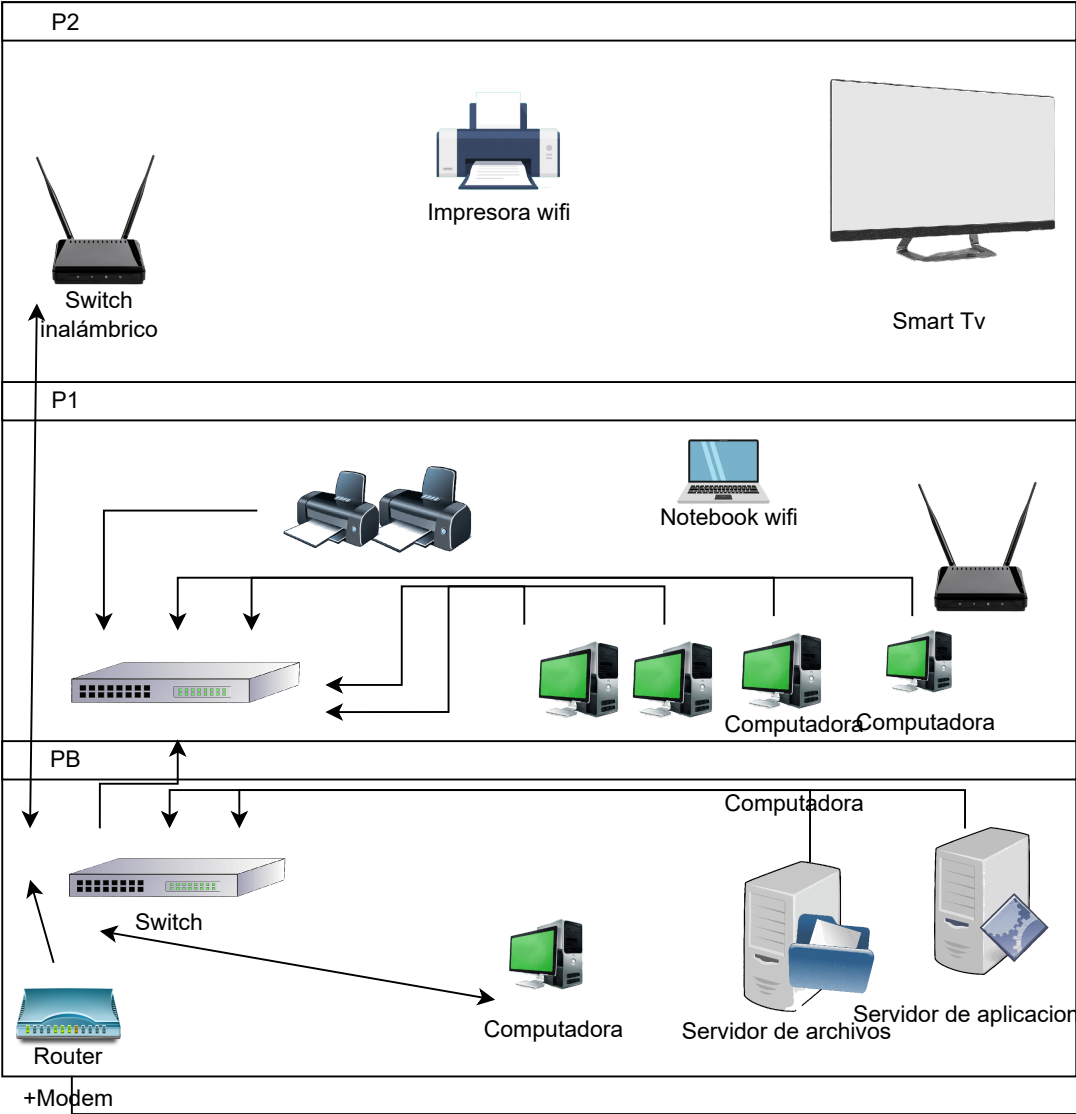 P2
Impresora wifi
Switch
inalámbrico
Smart Tv
P1
Notebook wifi
Computadora
Computadora
PB
Computadora
Switch
Computadora
Servidor de archivos
Servidor de aplicacion
Router
+Modem